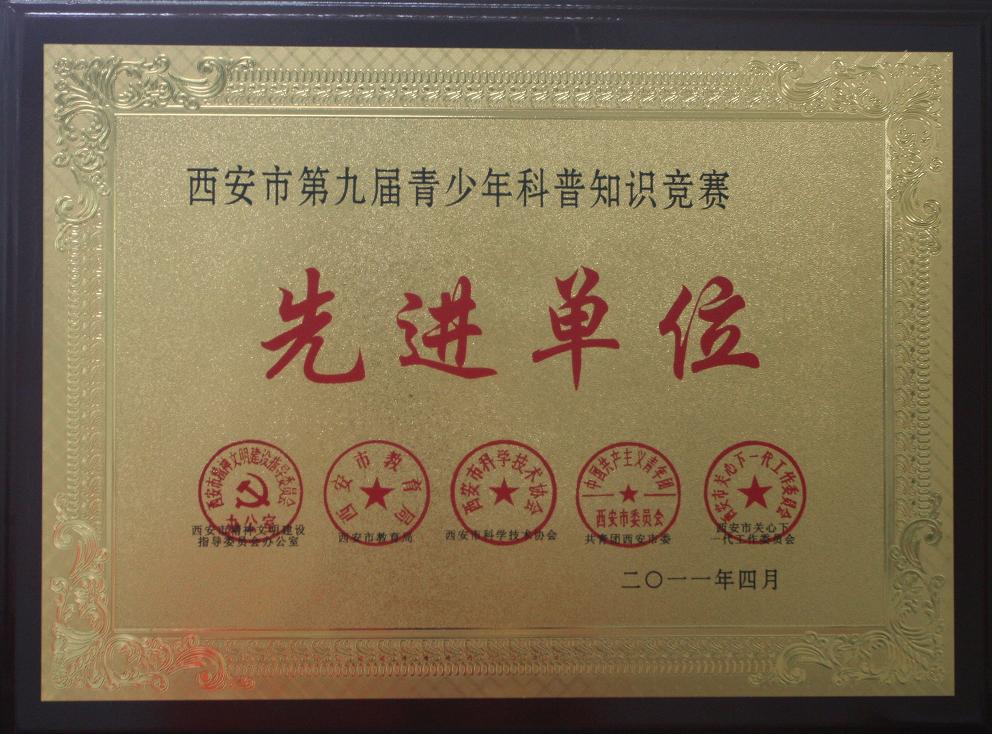 西安市第九届青少年科普知识竞赛
先进单位
西安市精神文明建设指导委员会
办公室
西安市教育局
西安市科学技术协会
中国共产主义青年团
西安市委员会
西安市关心下一代工作委员会
西安市精神文明建设
指导委员会办公室
西安市教育局
西安市科学技术协会
共青团西安市委
西安市关心下
一代工作委员会
二〇一一年四月